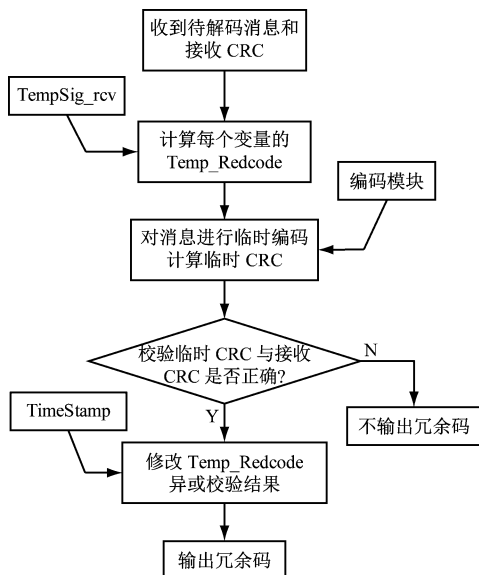 收到待解码消息和
接收 CRC
TempSig_rcv
计算每个变量的
Temp_Redcode
编码模块
对消息进行临时编码
计算临时 CRC
校验临时 CRC 与接收
CRC 是否正确?
N
Y
TimeStamp
不输出冗余码
修改 Temp_Redcode
异或校验结果
输出冗余码